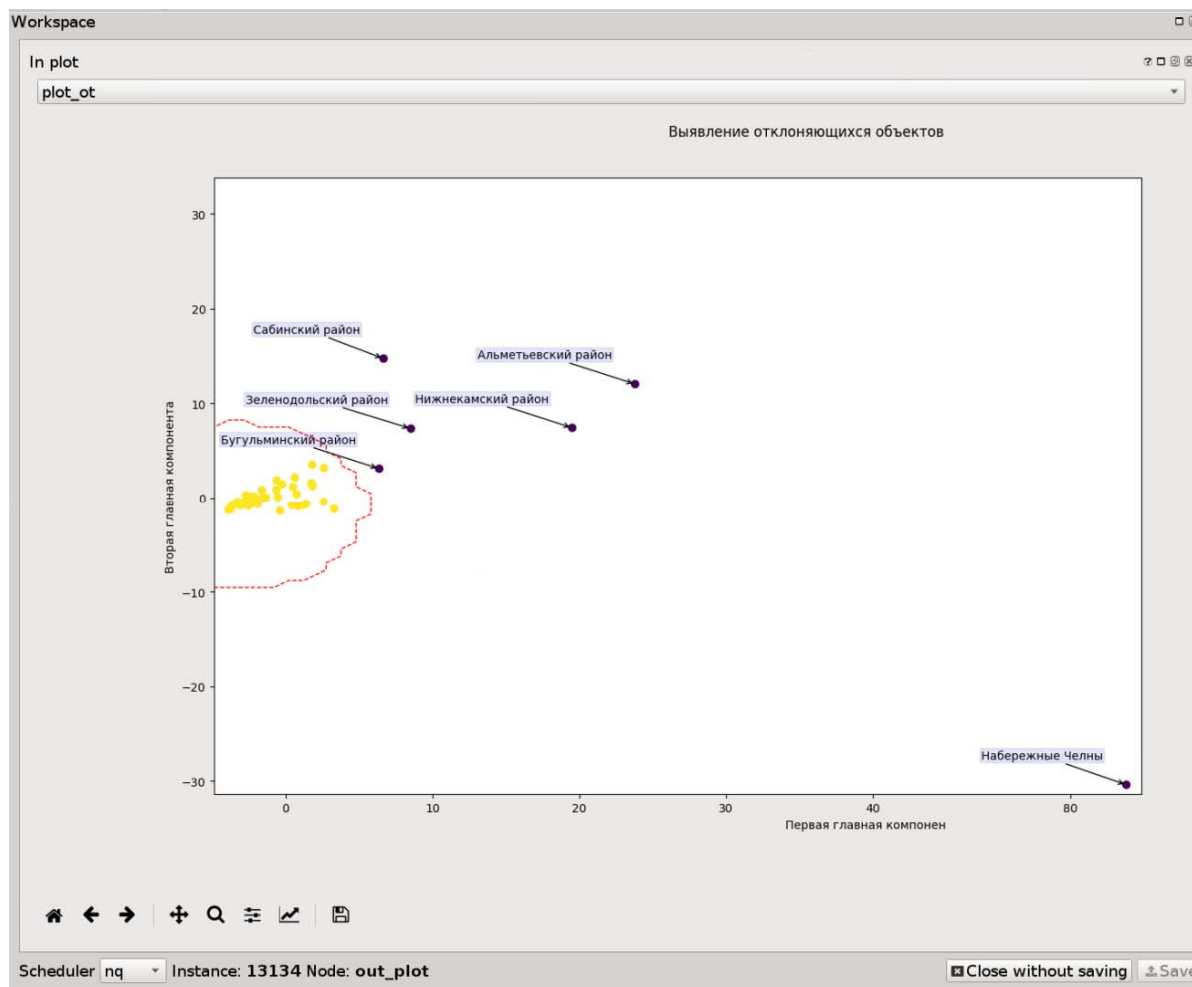 Workspace
In plot
plot_ot
Выявление отклоняющихся объектов
30
20
10
0
−10
−20
−30
Вторая главная компонента
Сабинский район
Альметьевский район
Зеленодольский район
Нижнекамский район
Бугульминский район
Набережные Челны
0 10 20 30 40 80
Первая главная компонен
Scheduler nq Instance: 13134 Node: out_plot Close without saving Save